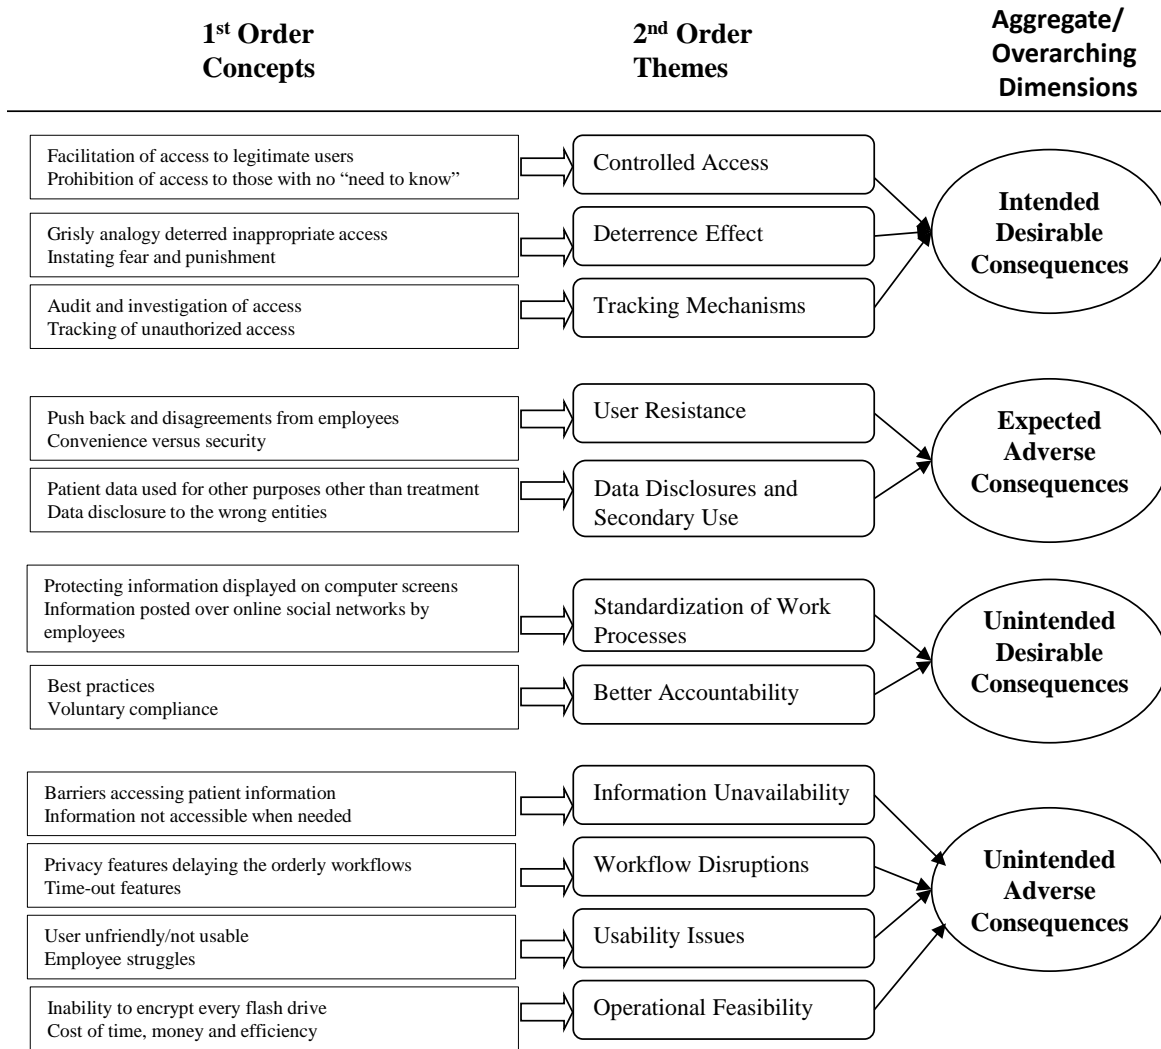 1st Order
Concepts
2nd Order
Themes
Aggregate/
Overarching
Dimensions
Facilitation of access to legitimate users
Prohibition of access to those with no “need to know”
Controlled Access
Grisly analogy deterred inappropriate access
Instating fear and punishment
Deterrence Effect
Audit and investigation of access
Tracking of unauthorized access
Tracking Mechanisms
Intended
Desirable
Consequences
Push back and disagreements from employees
Convenience versus security
User Resistance
Patient data used for other purposes other than treatment
Data disclosure to the wrong entities
Data Disclosures and
Secondary Use
Expected
Adverse
Consequences
Protecting information displayed on computer screens
Information posted over online social networks by
employees
Standardization of Work
Processes
Best practices
Voluntary compliance
Better Accountability
Unintended
Desirable
Consequences
Barriers accessing patient information
Information not accessible when needed
Information Unavailability
Privacy features delaying the orderly workflows
Time-out features
Workflow Disruptions
User unfriendly/not usable
Employee struggles
Usability Issues
Inability to encrypt every flash drive
Cost of time, money and efficiency
Operational Feasibility
Unintended
Adverse
Consequences